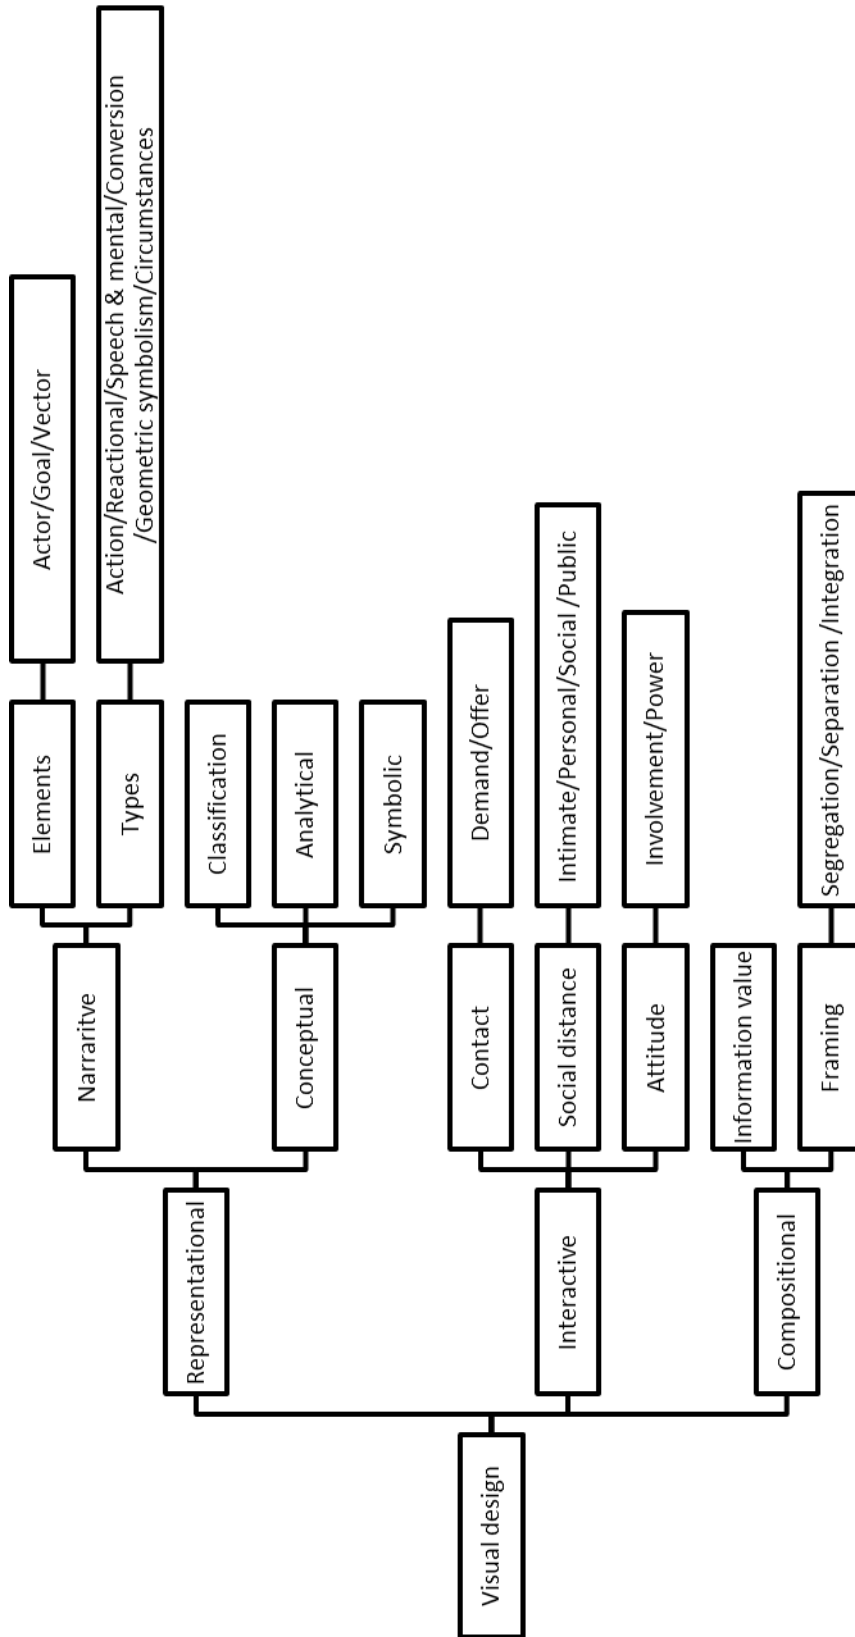 Visual design
Representational
Narraritve
Elements
Actor/Goal/Vector
Types
Action/Reactional/Speech & mental/Conversion
/Geometric symbolism/Circumstances
Conceptual
Classification
Analytical
Symbolic
Interactive
Contact
Demand/Offer
Social distance
Intimate/Personal/Social /Public
Attitude
Involvement/Power
Compositional
Information value
Framing
Segregation/Separation /Integration